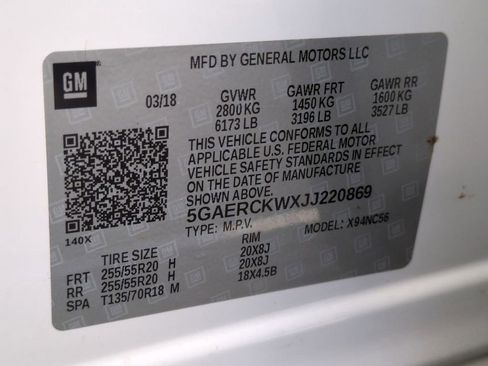 MFD BY GENERAL MOTORS LLC
GM
03/18 GVWR GAWR FRT GAWR RR
2800 KG 1450 KG 1600 KG
6173 LB 3196 LB 3527 LB
THIS VEHICLE CONFORMS TO ALL
APPLICABLE U.S. FEDERAL MOTOR
VEHICLE SAFETY STANDARDS IN EFFECT
ON THE DATE OF MANUFACTURE
SHOWN ABOVE.
5GAERCKWXJJ220869
TYPE: M.P.V. MODEL: X94NC56
140X
TIRE SIZE RIM
FRT 255/55R20 H 20X8J
RR 255/55R20 H 20X8J
SPA T135/70R18 M 18X4.5B